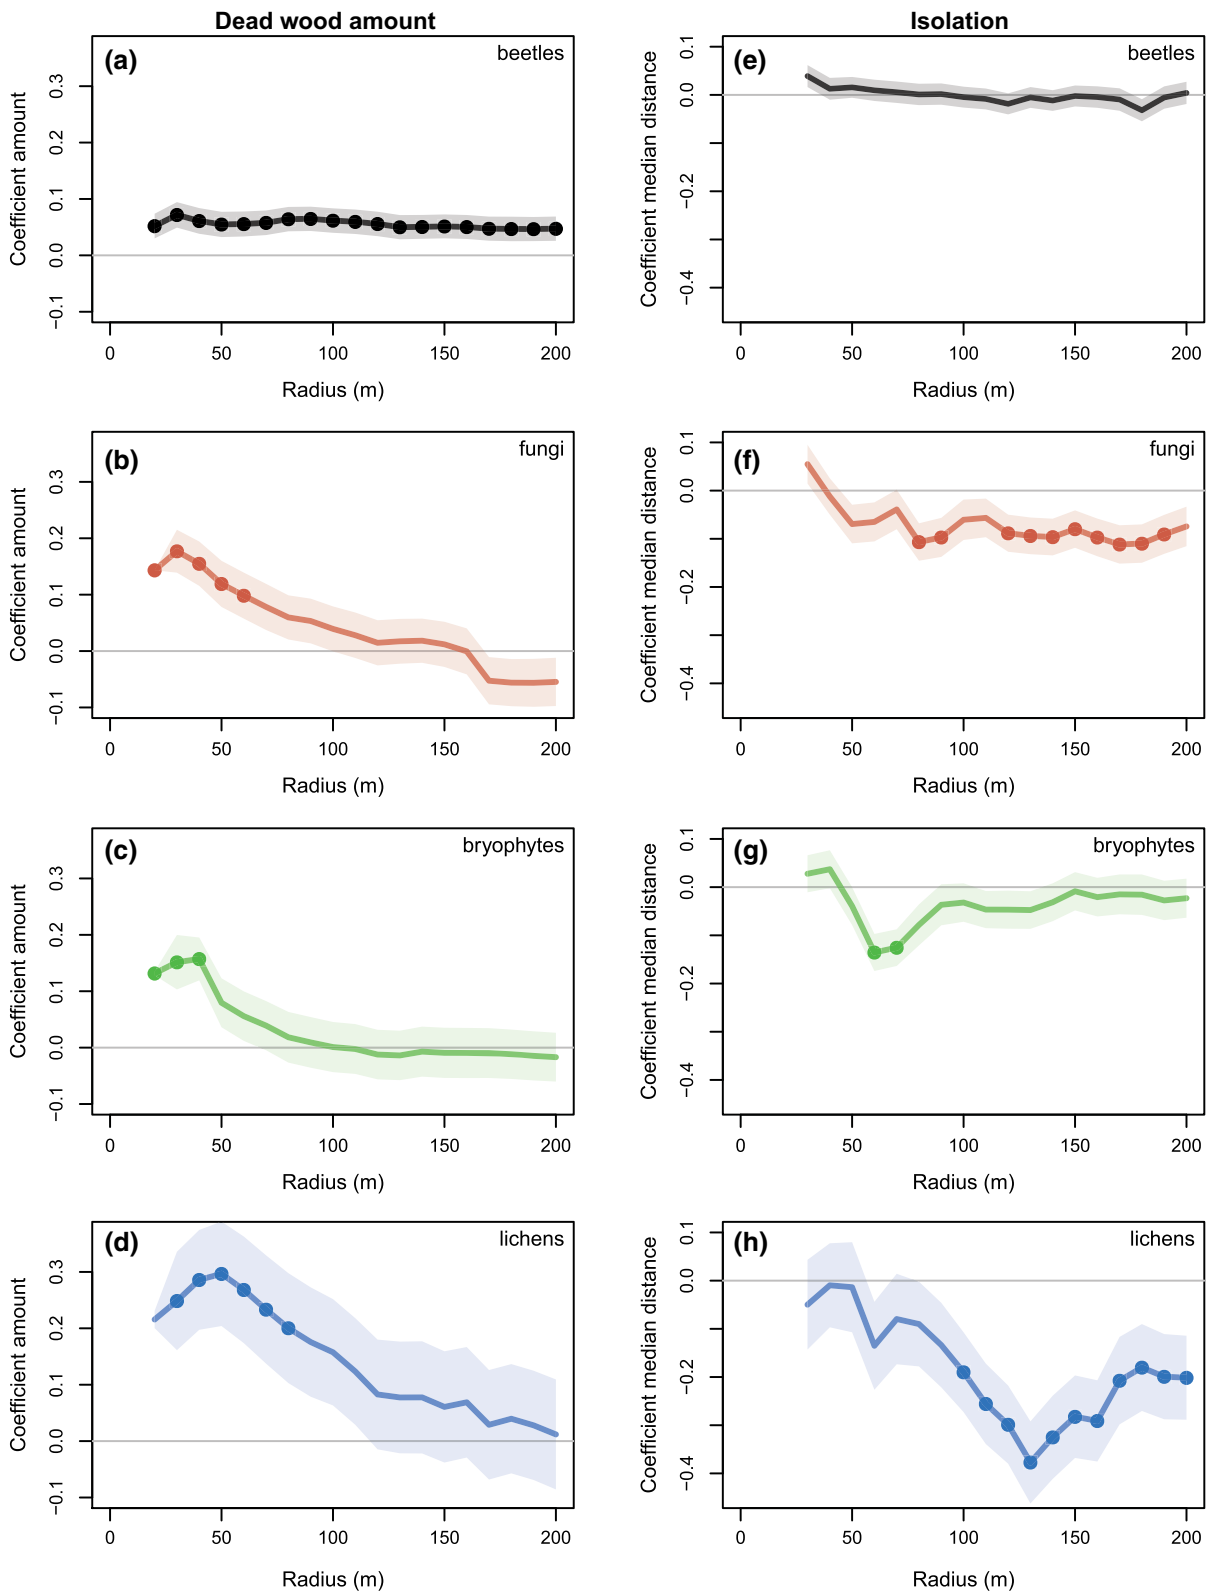 Dead wood amount
Isolation
(a)
beetles
Coefficient amount
0.3
0.2
0.1
0.0
−0.1
0 50 100 150 200
Radius (m)
(e)
beetles
Coefficient median distance
0.1
0.0
−0.2
−0.4
0 50 100 150 200
Radius (m)
(b)
fungi
Coefficient amount
0.3
0.2
0.1
0.0
−0.1
0 50 100 150 200
Radius (m)
(f)
fungi
Coefficient median distance
0.1
0.0
−0.2
−0.4
0 50 100 150 200
Radius (m)
(c)
bryophytes
Coefficient amount
0.3
0.2
0.1
0.0
−0.1
0 50 100 150 200
Radius (m)
(g)
bryophytes
Coefficient median distance
0.1
0.0
−0.2
−0.4
0 50 100 150 200
Radius (m)
(d)
lichens
Coefficient amount
0.3
0.2
0.1
0.0
−0.1
0 50 100 150 200
Radius (m)
(h)
lichens
Coefficient median distance
0.1
0.0
−0.2
−0.4
0 50 100 150 200
Radius (m)